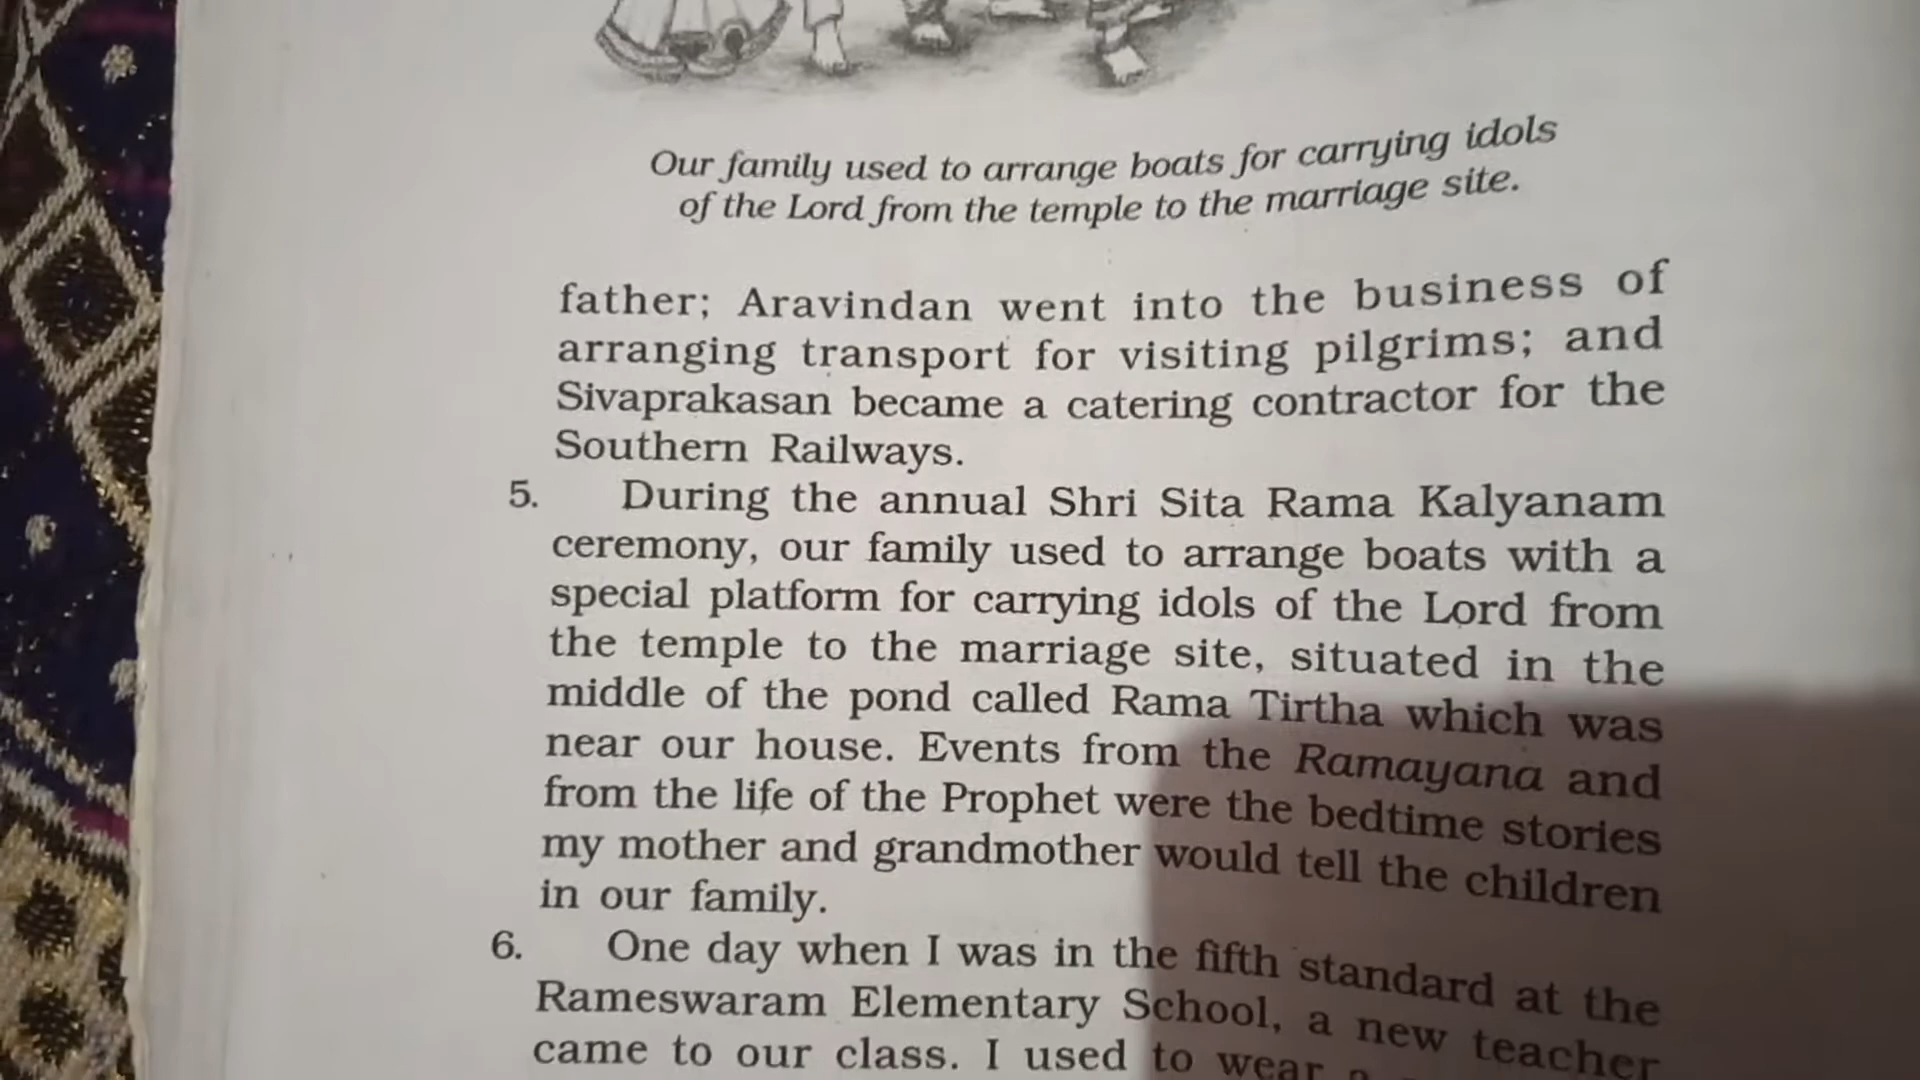 Our family used to arrange boats for carrying idols
of the Lord from the temple to the marriage site.
father; Aravindan went into the business of
arranging transport for visiting pilgrims; and
Sivaprakasan became a catering contractor for the
Southern Railways.
5. During the annual Shri Sita Rama Kalyanam
ceremony, our family used to arrange boats with a
special platform for carrying idols of the Lord from
the temple to the marriage site, situated in the
middle of the pond called Rama Tirtha which was
near our house. Events from the Ramayana and
from the life of the Prophet were the bedtime stories
my mother and grandmother would tell the children
in our family.
6. One day when I was in the fifth standard at the
Rameswaram Elementary School, a new teacher
came to our class. I used to wear a